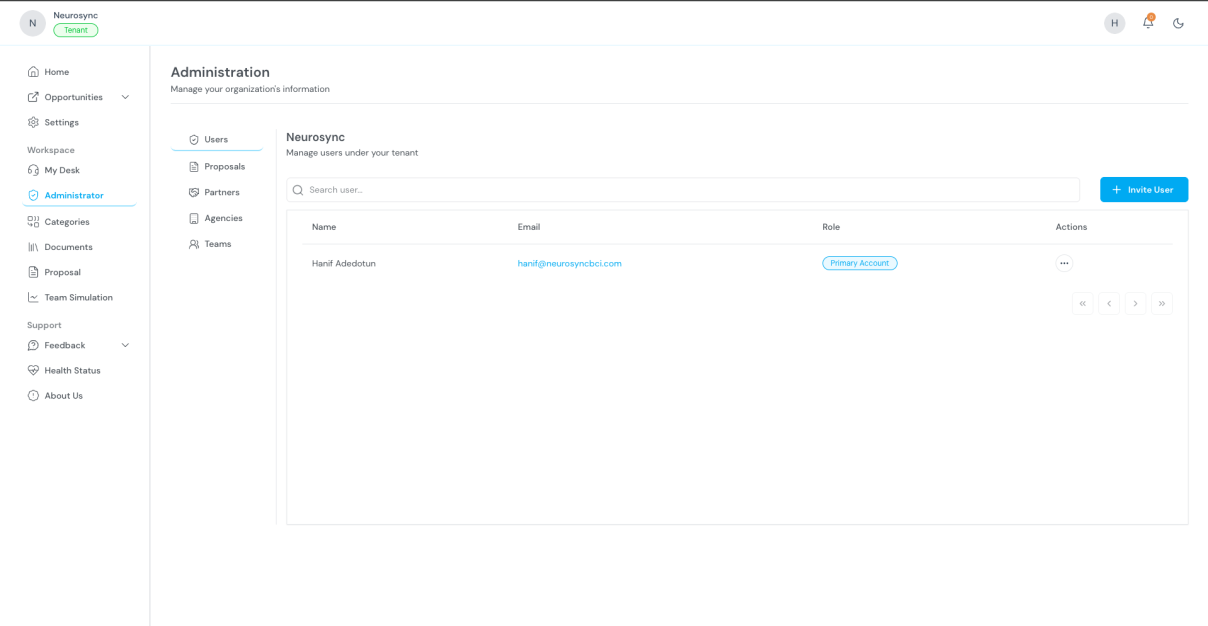 N
Neurosync
Tenant
H
0
Home
Opportunities
Settings
Workspace
My Desk
Administrator
Categories
Documents
Proposal
Team Simulation
Support
Feedback
Health Status
About Us
Administration
Manage your organization's information
Users
Proposals
Partners
Agencies
Teams
Neurosync
Manage users under your tenant
Search user...
Invite User
Name Email Role Actions
Hanif Adedotun hanif@neurosyncbci.com Primary Account